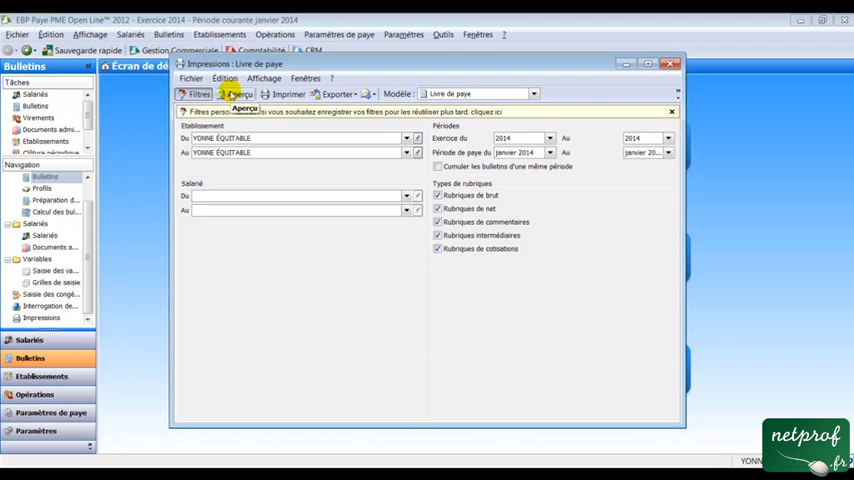 EBP Paye PME Open Line™ 2012 - Exercice 2014 - Période courante janvier 2014
Fichier Édition Affichage Salariés Bulletins Etablissements Opérations Paramètres de paye Paramètres Outils Fenêtres ?
Sauvegarde rapide Gestion Commerciale Comptabilité CRM
Bulletins
Écran de dé
Tâches
Salariés
Bulletins
Virements
Documents admi...
Etablissements
Clôture périodique
Navigation
Bulletins
Profils
Préparation d...
Calcul des bul...
Salariés
Salariés
Documents a...
Variables
Saisie des va...
Grilles de saisie
Saisie des congé...
Interrogation de...
Impressions
Salariés
Bulletins
Etablissements
Opérations
Paramètres de paye
Paramètres
Impressions : Livre de paye
Fichier Édition Affichage Fenêtres ?
Filtres Aperçu Imprimer Exporter Modèle : Livre de paye
Aperçu
Filtres perso si vous souhaitez enregistrer vos filtres pour les réutiliser plus tard, cliquez ici
Etablissement
Du YONNE ÉQUITABLE
Au YONNE ÉQUITABLE
Salarié
Du
Au
Périodes
Exercice du 2014 Au 2014
Période de paye du janvier 2014 Au janvier 20...
Cumuler les bulletins d'une même période
Types de rubriques
Rubriques de brut
Rubriques de net
Rubriques de commentaires
Rubriques intermédiaires
Rubriques de cotisations
YONN
netprof
.fr